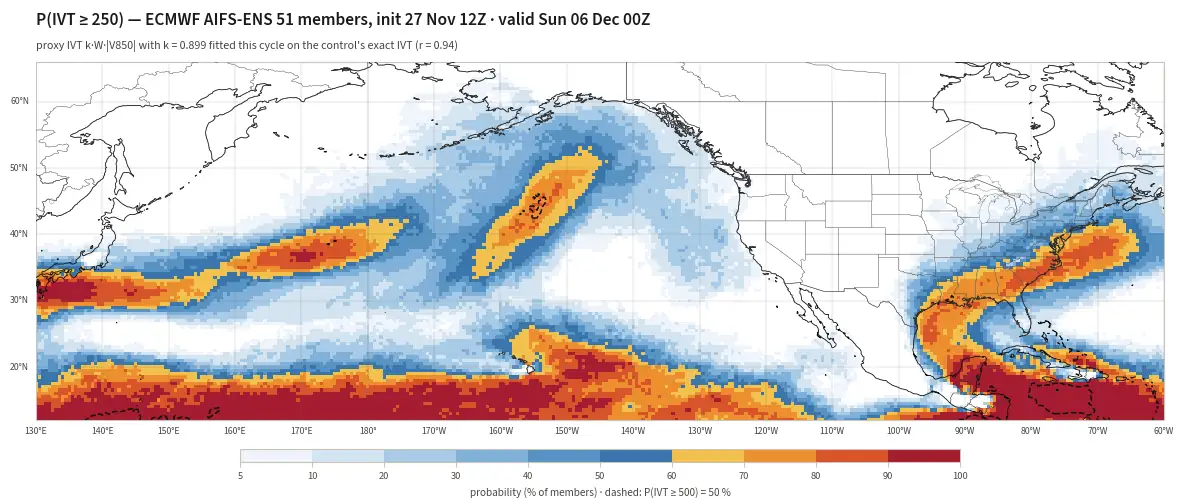 P(IVT ≥ 250) — ECMWF AIFS-ENS 51 members, init 27 Nov 12Z · valid Sun 06 Dec 00Z
proxy IVT k·W·|V850| with k = 0.899 fitted this cycle on the control's exact IVT (r = 0.94)
60°N
50°N
40°N
30°N
20°N
130°E 140°E 150°E 160°E 170°E 180° 170°W 160°W 150°W 140°W 130°W 120°W 110°W 100°W 90°W 80°W 70°W 60°W
5 10 20 30 40 50 60 70 80 90 100
probability (% of members) · dashed: P(IVT ≥ 500) = 50 %